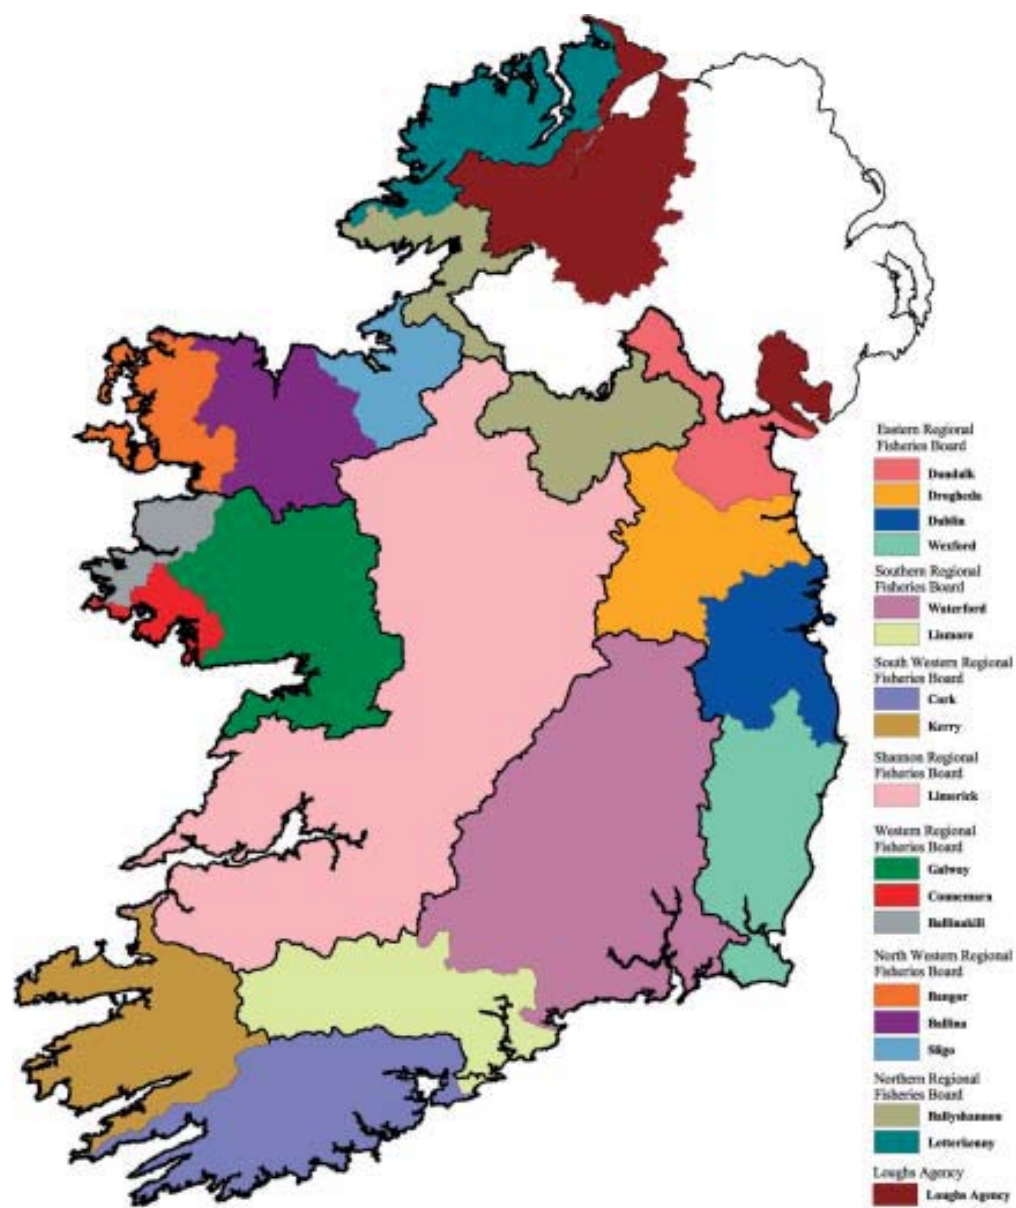 Eastern Regional
Fisheries Board
Dundalk
Drogheda
Dublin
Wexford
Southern Regional
Fisheries Board
Waterford
Lismore
South Western Regional
Fisheries Board
Cork
Kerry
Shannon Regional
Fisheries Board
Limerick
Western Regional
Fisheries Board
Galway
Connemara
Ballinakill
North Western Regional
Fisheries Board
Bangor
Ballina
Sligo
Northern Regional
Fisheries Board
Ballyshannon
Letterkenny
Loughs Agency
Loughs Agency